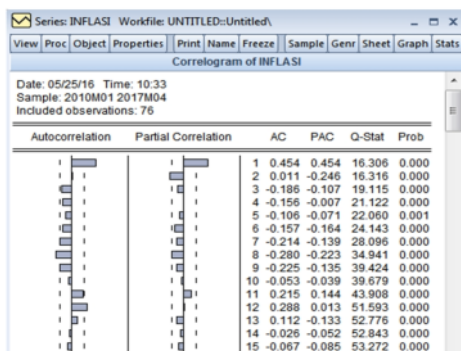 Series: INFLASI Workfile: UNTITLED::Untitled\
View Proc Object Properties Print Name Freeze Sample Genr Sheet Graph Stats
Correlogram of INFLASI
Date: 05/25/16 Time: 10:33
Sample: 2010M01 2017M04
Included observations: 76
Autocorrelation Partial Correlation AC PAC Q-Stat Prob
1 0.454 0.454 16.306 0.000
2 0.011 -0.246 16.316 0.000
3 -0.186 -0.107 19.115 0.000
4 -0.156 -0.007 21.122 0.000
5 -0.106 -0.071 22.060 0.001
6 -0.157 -0.164 24.143 0.000
7 -0.214 -0.139 28.096 0.000
8 -0.280 -0.223 34.941 0.000
9 -0.225 -0.135 39.424 0.000
10 -0.053 -0.039 39.679 0.000
11 0.215 0.144 43.908 0.000
12 0.288 0.013 51.593 0.000
13 0.112 -0.133 52.776 0.000
14 -0.026 -0.052 52.843 0.000
15 -0.067 -0.085 53.272 0.000